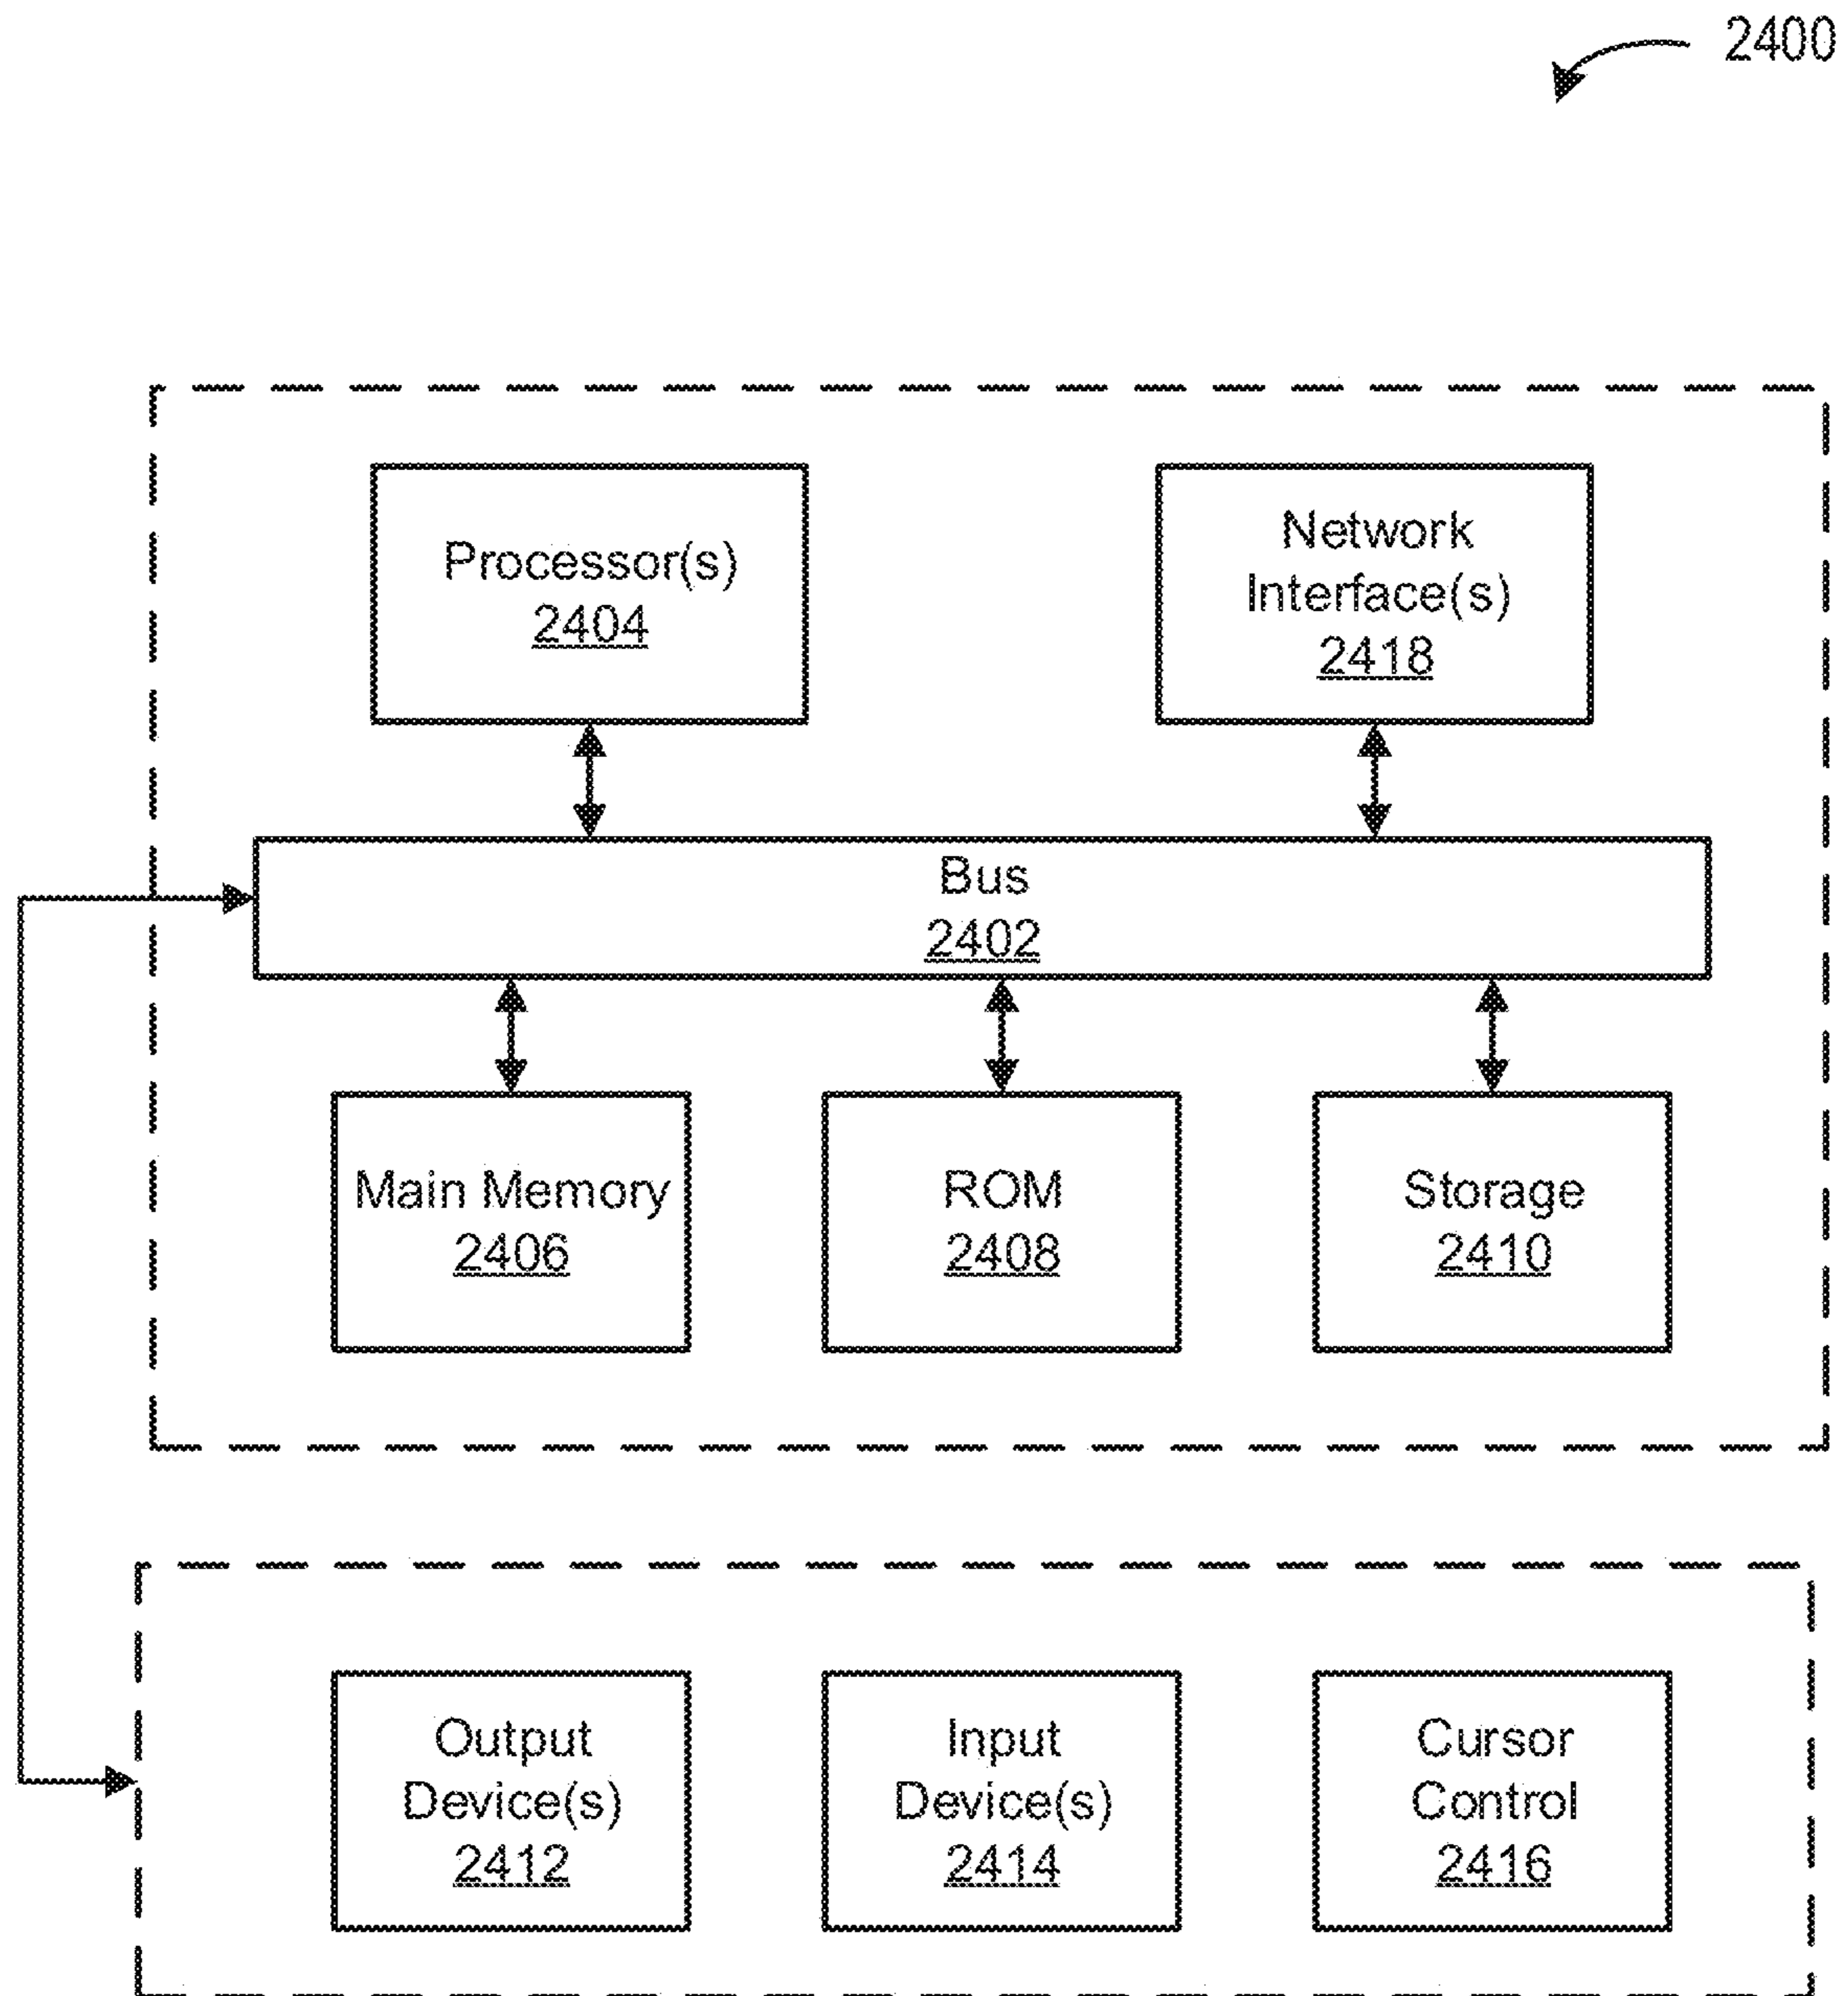 2400
Processor(s)
2404
Network
Interface(s)
2418
Bus
2402
Main Memory
2406
ROM
2408
Storage
2410
Output
Device(s)
2412
Input
Device(s)
2414
Cursor
Control
2416